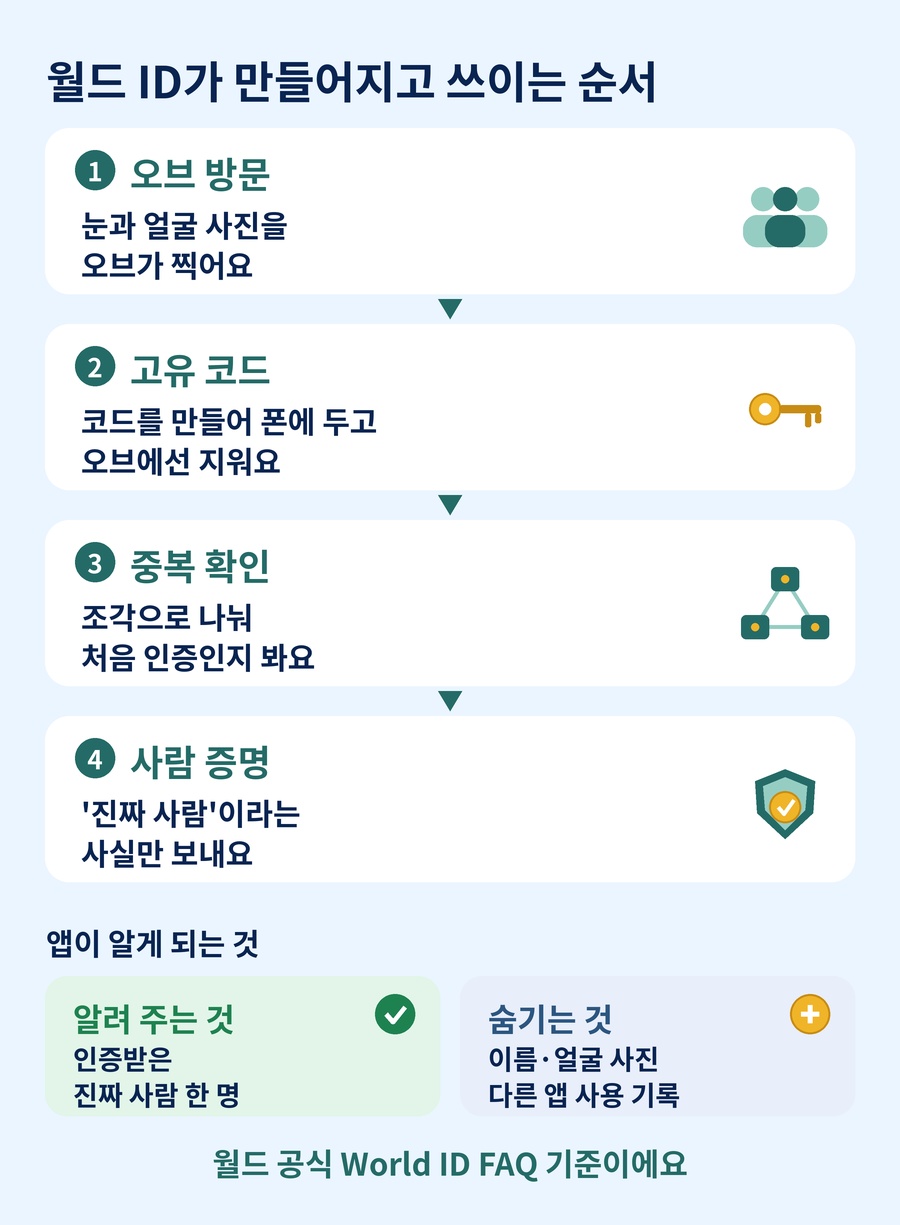 월드 ID가 만들어지고 쓰이는 순서
1 오브 방문
눈과 얼굴 사진을
오브가 찍어요
2 고유 코드
코드를 만들어 폰에 두고
오브에선 지워요
3 중복 확인
조각으로 나눠
처음 인증인지 봐요
4 사람 증명
'진짜 사람'이라는
사실만 보내요
앱이 알게 되는 것
알려 주는 것
인증받은
진짜 사람 한 명
숨기는 것
이름·얼굴 사진
다른 앱 사용 기록
월드 공식 World ID FAQ 기준이에요